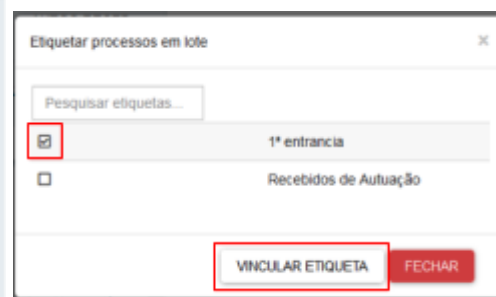 Etiquetar processos em lote ×
Pesquisar etiquetas...
1ª entrancia
Recebidos de Autuação
VINCULAR ETIQUETA FECHAR